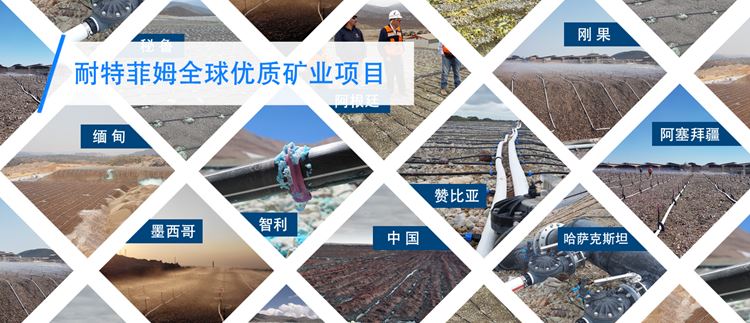 秘鲁
耐特菲姆全球优质矿业项目
阿根廷
刚果
缅甸
阿塞拜疆
赞比亚
智利
墨西哥
中国
哈萨克斯坦